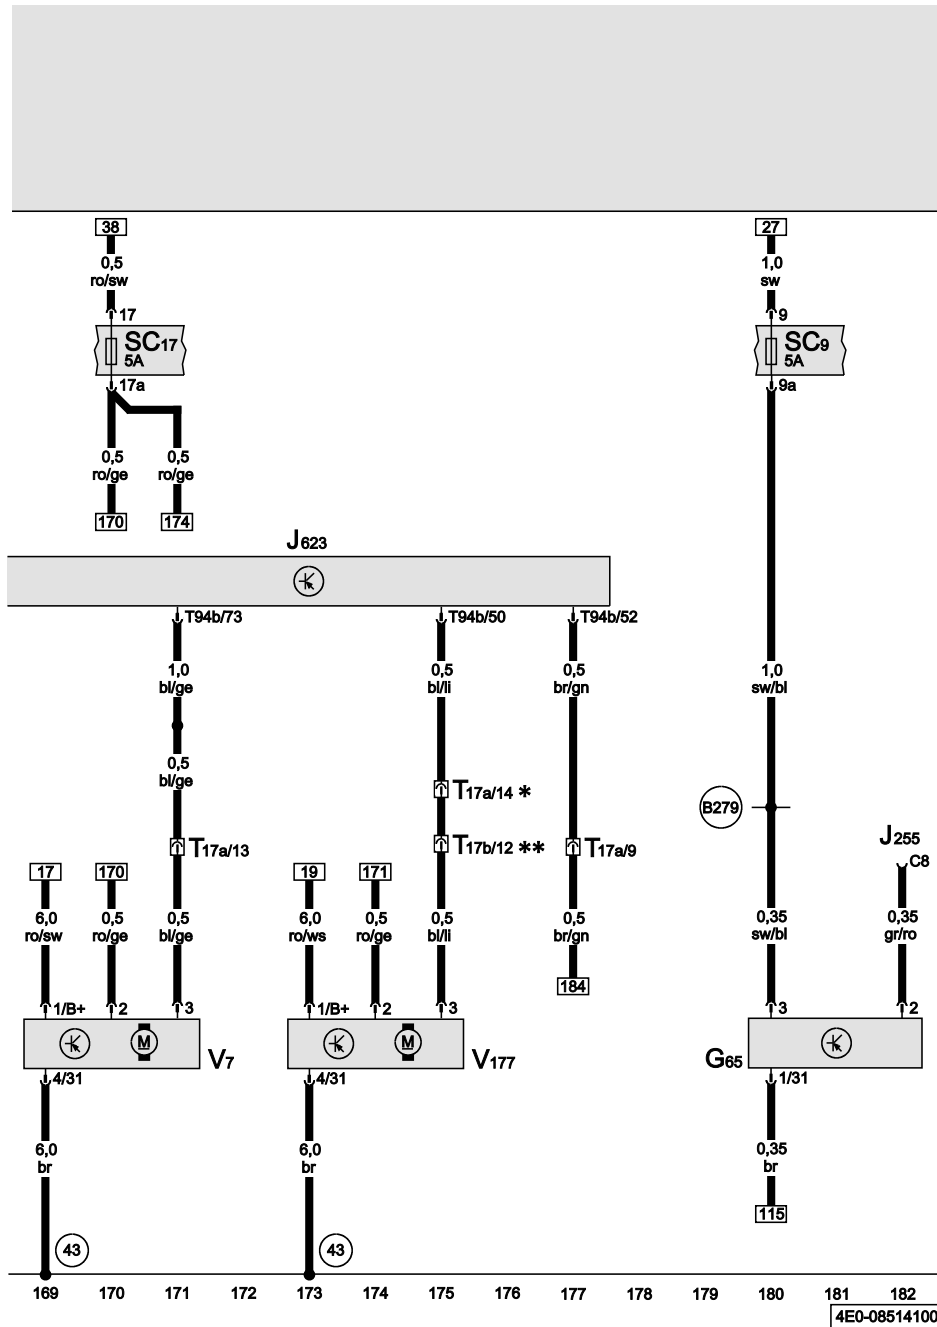 38 27
0,5 1,0
ro/sw sw
17 9
SC17 SC9
5A 5A
17a 9a
0,5 0,5
ro/ge ro/ge
170 174
J623
T94b/73 T94b/50 T94b/52
1,0 0,5 0,5 1,0
bl/ge bl/li br/gn sw/bl
0,5
bl/ge
T17a/14 *
B279
J255
T17a/13 T17b/12 ** T17a/9
C8
17 170 19 171
6,0 0,5 0,5 6,0 0,5 0,5 0,5 0,35 0,35
ro/sw ro/ge bl/ge ro/ws ro/ge bl/li br/gn sw/bl gr/ro
184
1/B+ 2 3 1/B+ 2 3 3 2
M M
V7 V177 G65
4/31 4/31 1/31
6,0 6,0 0,35
br br br
115
43 43
169 170 171 172 173 174 175 176 177 178 179 180 181 182
4E0-08514100